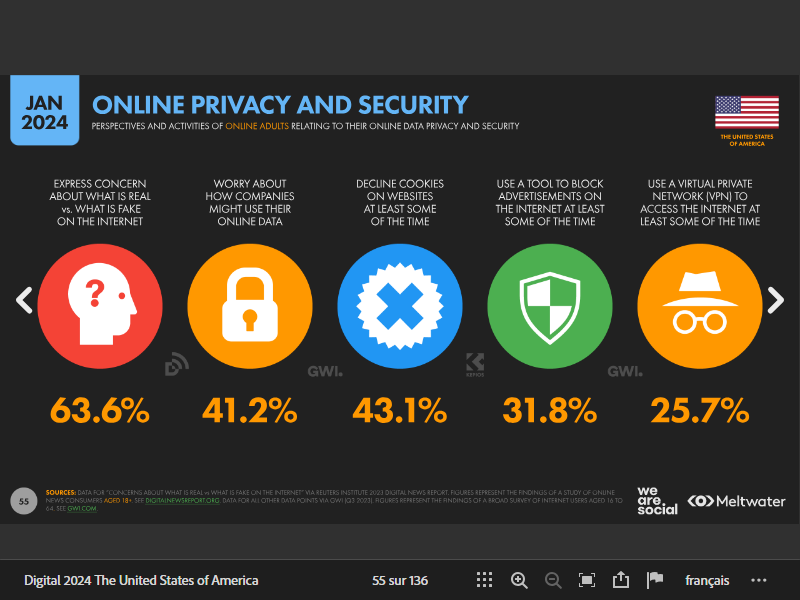 JAN
2024
ONLINE PRIVACY AND SECURITY
PERSPECTIVES AND ACTIVITIES OF ONLINE ADULTS RELATING TO THEIR ONLINE DATA PRIVACY AND SECURITY
THE UNITED STATES
OF AMERICA
EXPRESS CONCERN
ABOUT WHAT IS REAL
vs. WHAT IS FAKE
ON THE INTERNET
WORRY ABOUT
HOW COMPANIES
MIGHT USE THEIR
ONLINE DATA
DECLINE COOKIES
ON WEBSITES
AT LEAST SOME
OF THE TIME
USE A TOOL TO BLOCK
ADVERTISEMENTS ON
THE INTERNET AT LEAST
SOME OF THE TIME
USE A VIRTUAL PRIVATE
NETWORK (VPN) TO
ACCESS THE INTERNET AT
LEAST SOME OF THE TIME
?
GWI.
KEPIOS
GWI.
63.6%
41.2%
43.1%
31.8%
25.7%
55
SOURCES: DATA FOR "CONCERNS ABOUT WHAT IS REAL vs WHAT IS FAKE ON THE INTERNET" VIA REUTERS INSTITUTE 2023 DIGITAL NEWS REPORT. FIGURES REPRESENT THE FINDINGS OF A STUDY OF ONLINE
NEWS CONSUMERS AGED 18+. SEE DIGITALNEWSREPORT.ORG. DATA FOR ALL OTHER DATA POINTS VIA GWI (Q3 2023). FIGURES REPRESENT THE FINDINGS OF A BROAD SURVEY OF INTERNET USERS AGED 16 TO
64. SEE GWI.COM.
we
are.
social
Meltwater
Digital 2024 The United States of America
55 sur 136
français